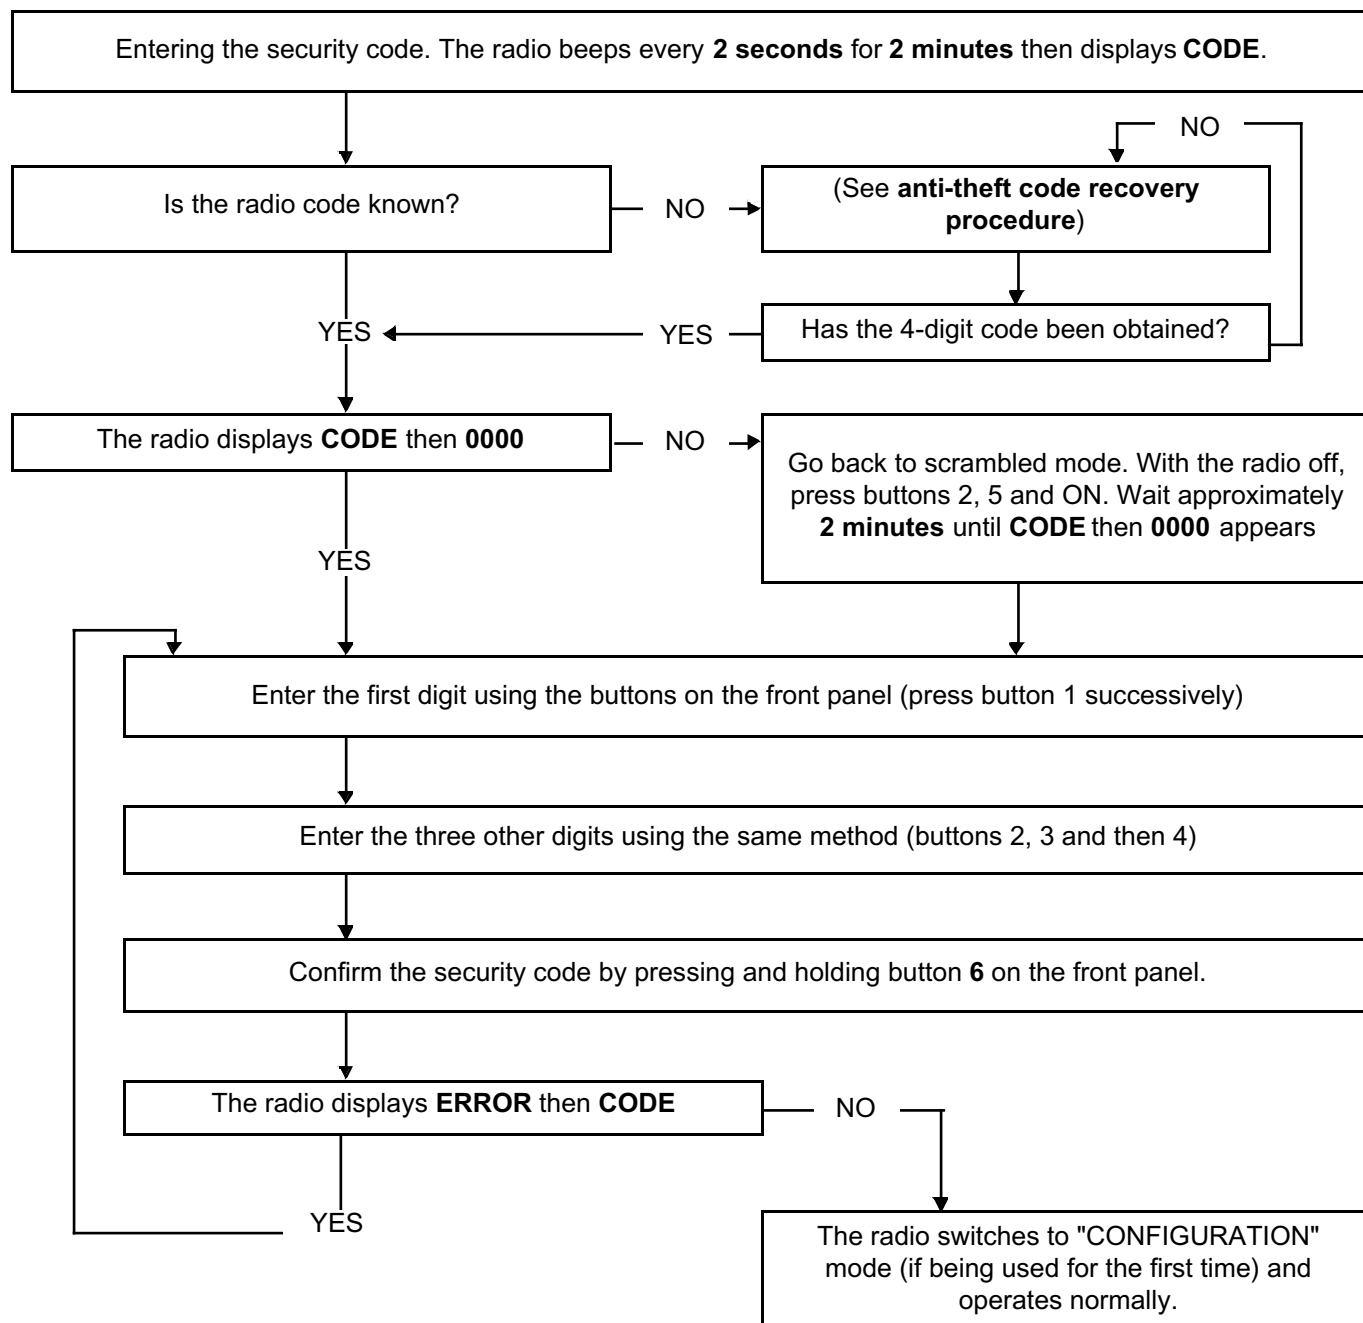 Entering the security code. The radio beeps every 2 seconds for 2 minutes then displays CODE.
NO
Is the radio code known?
NO
(See anti-theft code recovery
procedure)
YES
YES
Has the 4-digit code been obtained?
The radio displays CODE then 0000
NO
Go back to scrambled mode. With the radio off,
press buttons 2, 5 and ON. Wait approximately
2 minutes until CODE then 0000 appears
YES
Enter the first digit using the buttons on the front panel (press button 1 successively)
Enter the three other digits using the same method (buttons 2, 3 and then 4)
Confirm the security code by pressing and holding button 6 on the front panel.
The radio displays ERROR then CODE
NO
YES
The radio switches to "CONFIGURATION"
mode (if being used for the first time) and
operates normally.